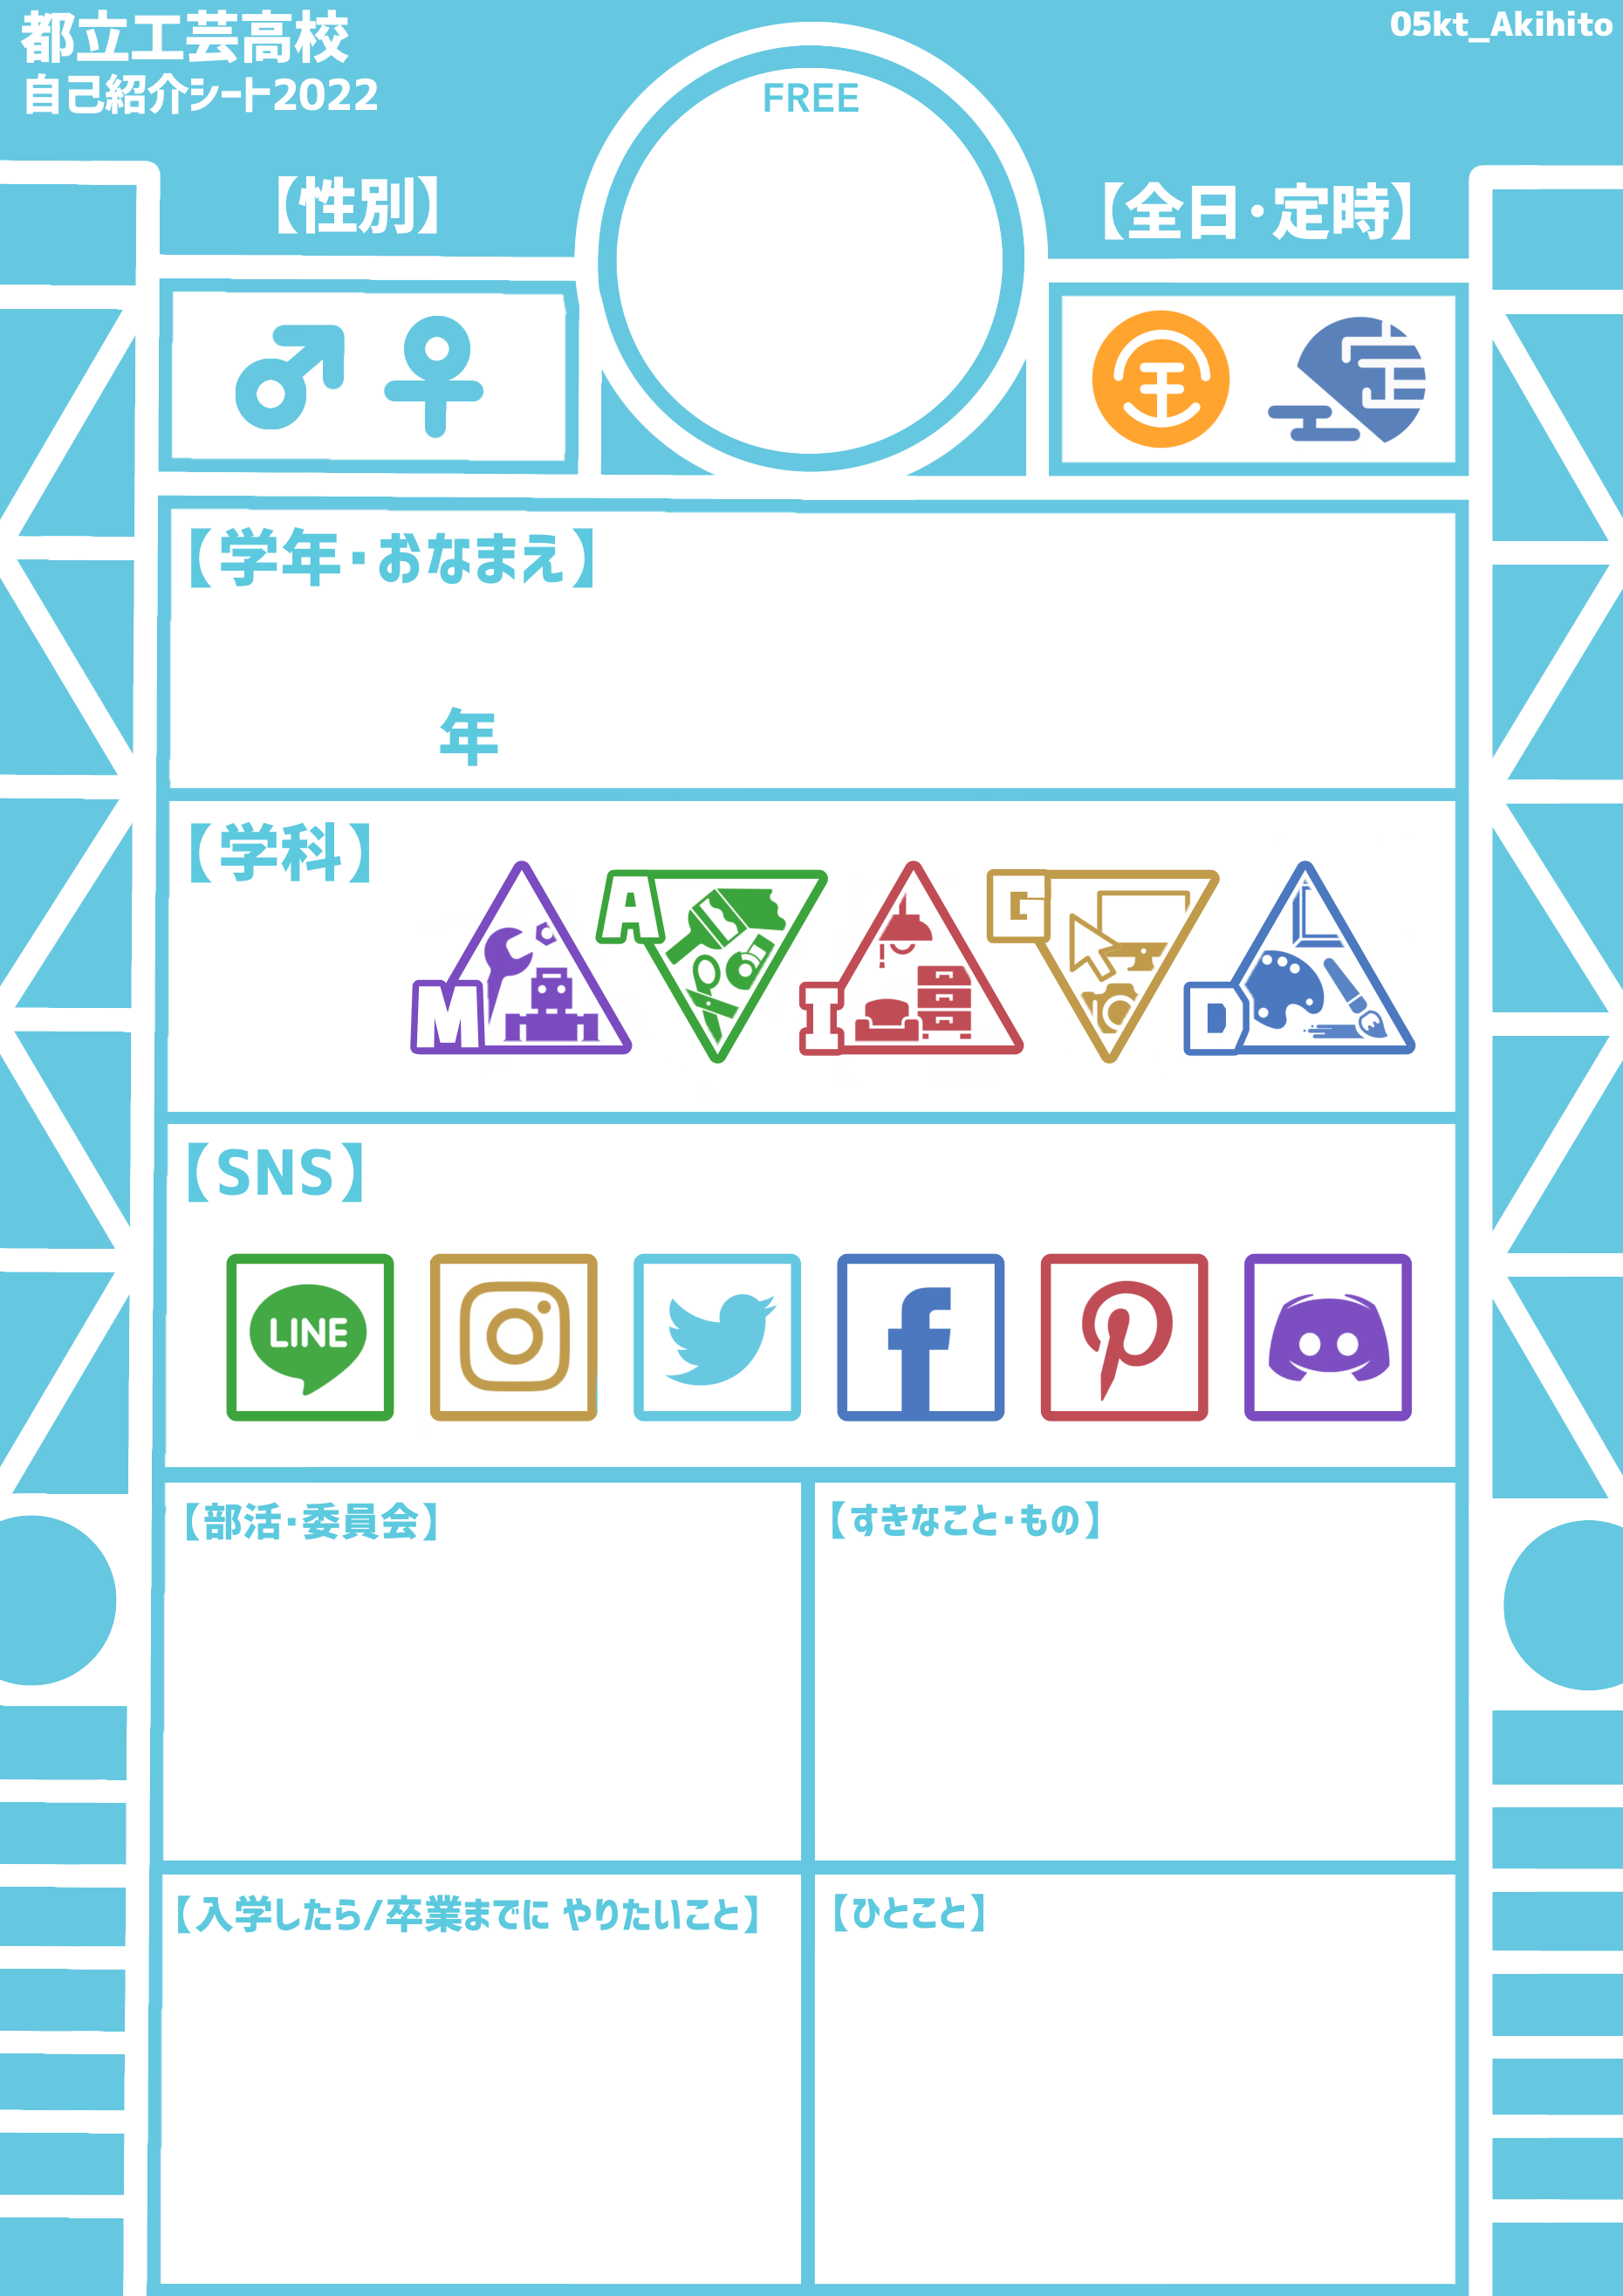 都立工芸高校
自己紹介シート2022
05kt_Akihito
FREE
【性別】
【全日・定時】
全
定
【学年・おなまえ】
年
【学科】
M
A
I
G
D
【SNS】
LINE
【部活・委員会】
【すきなこと・もの】
【入学したら/卒業までに やりたいこと】
【ひとこと】